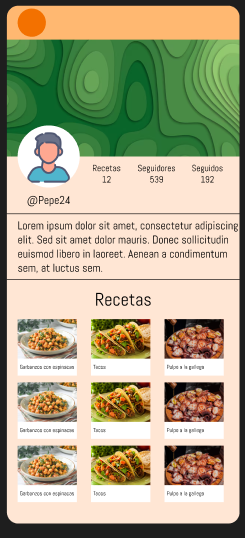 Recetas Seguidores Seguidos
12 539 192
@Pepe24
Lorem ipsum dolor sit amet, consectetur adipiscing
elit. Sed sit amet dolor mauris. Donec sollicitudin
euismod libero in laoreet. Aenean a condimentum
sem, at luctus sem.
Recetas
Garbanzos con espinacas Tacos Pulpo a la gallega
Garbanzos con espinacas Tacos Pulpo a la gallega
Garbanzos con espinacas Tacos Pulpo a la gallega